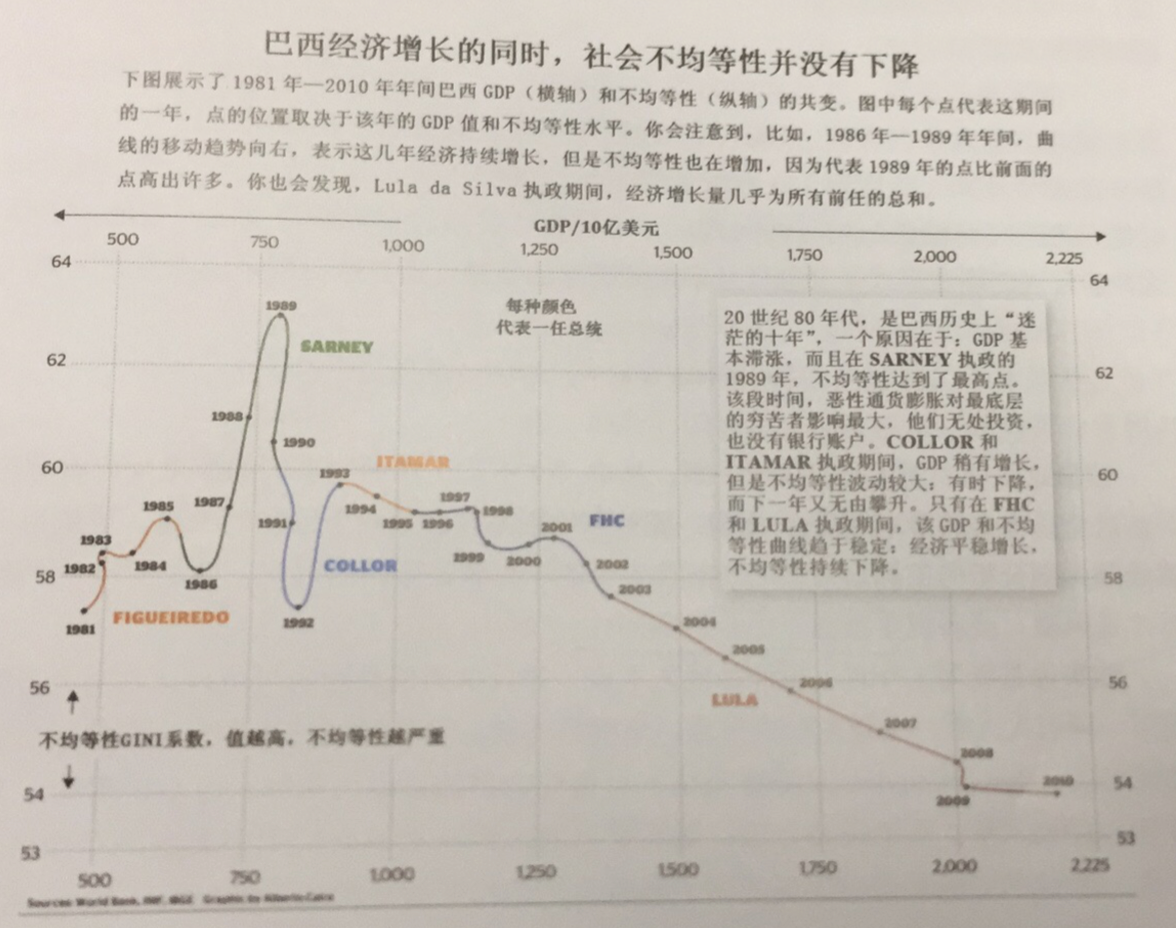 巴西经济增长的同时，社会不均等性并没有下降
下图展示了 1981 年—2010 年年间巴西 GDP（横轴）和不均等性（纵轴）的共变。图中每个点代表这期间
的一年，点的位置取决于该年的 GDP 值和不均等性水平。你会注意到，比如，1986 年—1989 年年间，曲
线的移动趋势向右，表示这几年经济持续增长，但是不均等性也在增加，因为代表 1989 年的点比前面的
点高出许多。你也会发现，Lula da Silva 执政期间，经济增长量几乎为所有前任的总和。
GDP/10亿美元
500 750 1,000 1,250 1,500 1,750 2,000 2,225
64 64
每种颜色
代表一任总统
20 世纪 80 年代，是巴西历史上“迷
茫的十年”，一个原因在于：GDP 基
本滞涨，而且在 SARNEY 执政的
1989 年，不均等性达到了最高点。
该段时间，恶性通货膨胀对最底层
的穷苦者影响最大，他们无处投资，
也没有银行账户。COLLOR 和
ITAMAR 执政期间，GDP 稍有增长，
但是不均等性波动较大：有时下降，
而下一年又无由攀升。只有在 FHC
和 LULA 执政期间，该 GDP 和不均
等性曲线趋于稳定：经济平稳增长，
不均等性持续下降。
1989
SARNEY
62 62
1988
1990
ITAMAR
60 60
1993
1985 1987 1991 1994 1995 1996 1997 1998
FHC
2001
1983
1982 1984
1986
COLLOR
1999 2000 2002
58 58
2003
FIGUEIREDO
1981
1992
2004
2005
56 56
2006
LULA
2007
不均等性GINI系数，值越高，不均等性越严重
2008
54 54
2009 2010
53 53
500 750 1,000 1,250 1,500 1,750 2,000 2,225
Sources World Bank, IMF, IBGE Graphic by Alberto Cairo